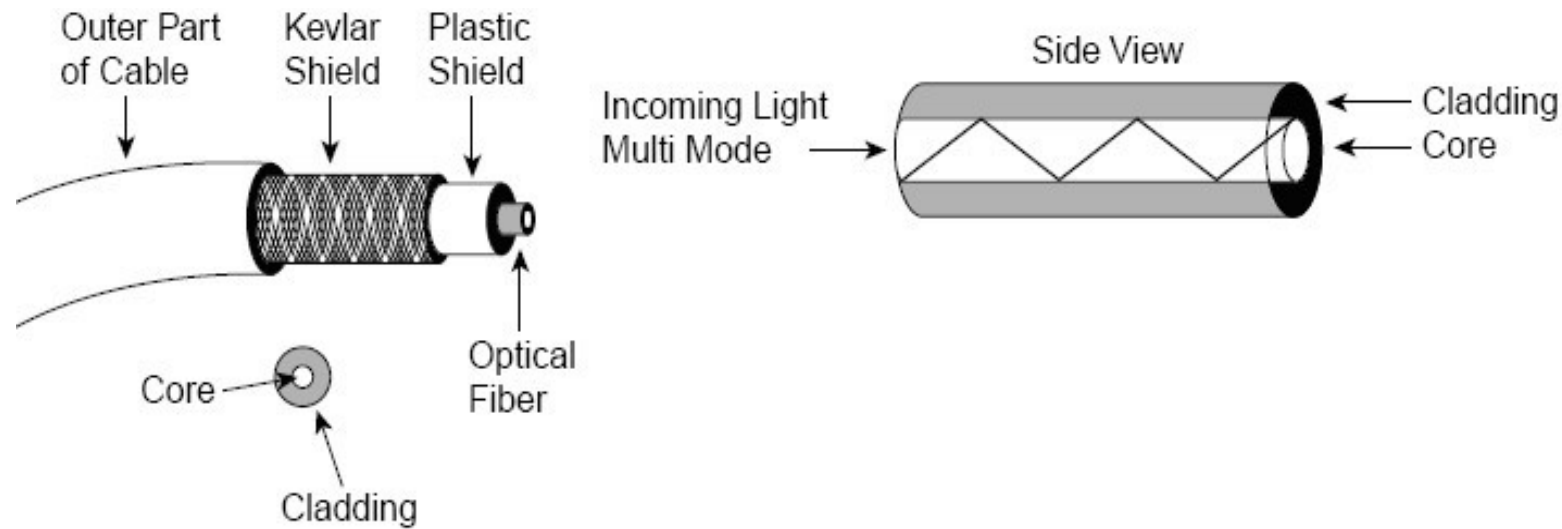 Outer Part
of Cable
Kevlar
Shield
Plastic
Shield
Optical
Fiber
Core
Cladding
Side View
Incoming Light
Multi Mode
Cladding
Core